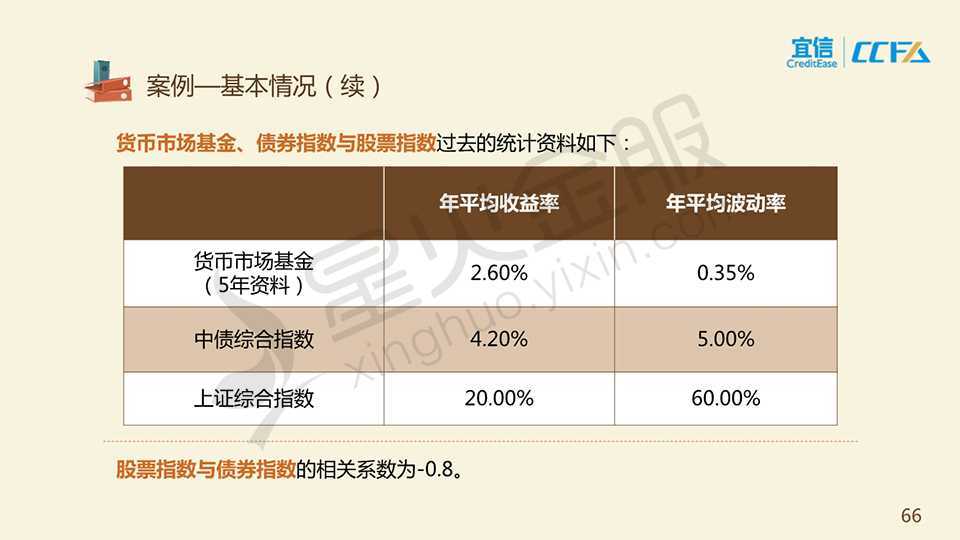 宜信
CreditEase
CCFA
案例—基本情况（续）
货币市场基金、债券指数与股票指数过去的统计资料如下：
年平均收益率 年平均波动率
货币市场基金
（5年资料） 2.60% 0.35%
中债综合指数 4.20% 5.00%
上证综合指数 20.00% 60.00%
星火金服
xinghuo.yixin.com
股票指数与债券指数的相关系数为-0.8。
66